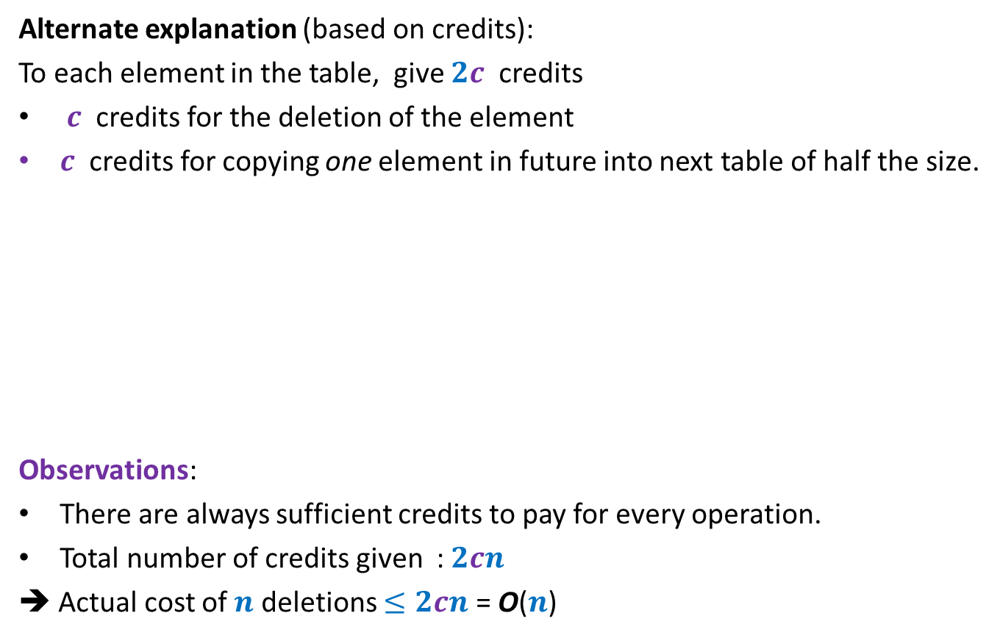 Alternate explanation (based on credits):
To each element in the table, give 2c credits
• c credits for the deletion of the element
• c credits for copying one element in future into next table of half the size.
Observations:
• There are always sufficient credits to pay for every operation.
• Total number of credits given : 2cn
➔ Actual cost of n deletions ≤ 2cn = O(n)